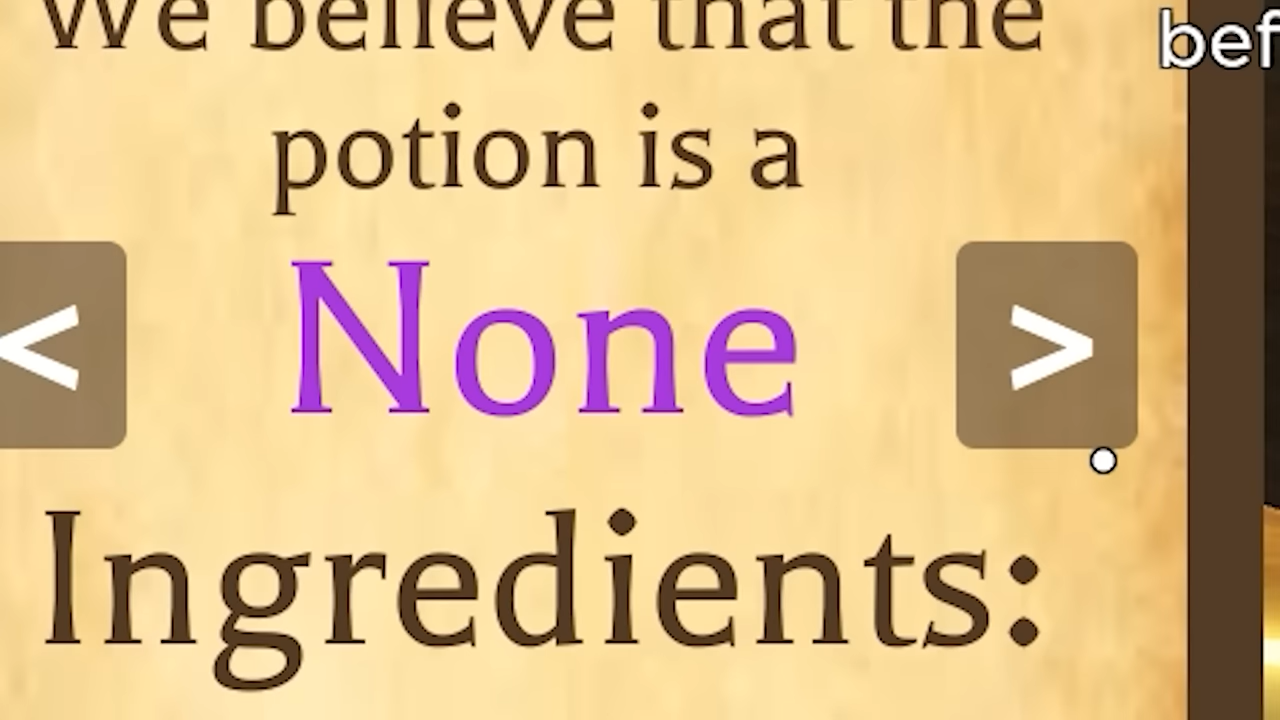 We believe that the
potion is a
< None >
Ingredients:
bef